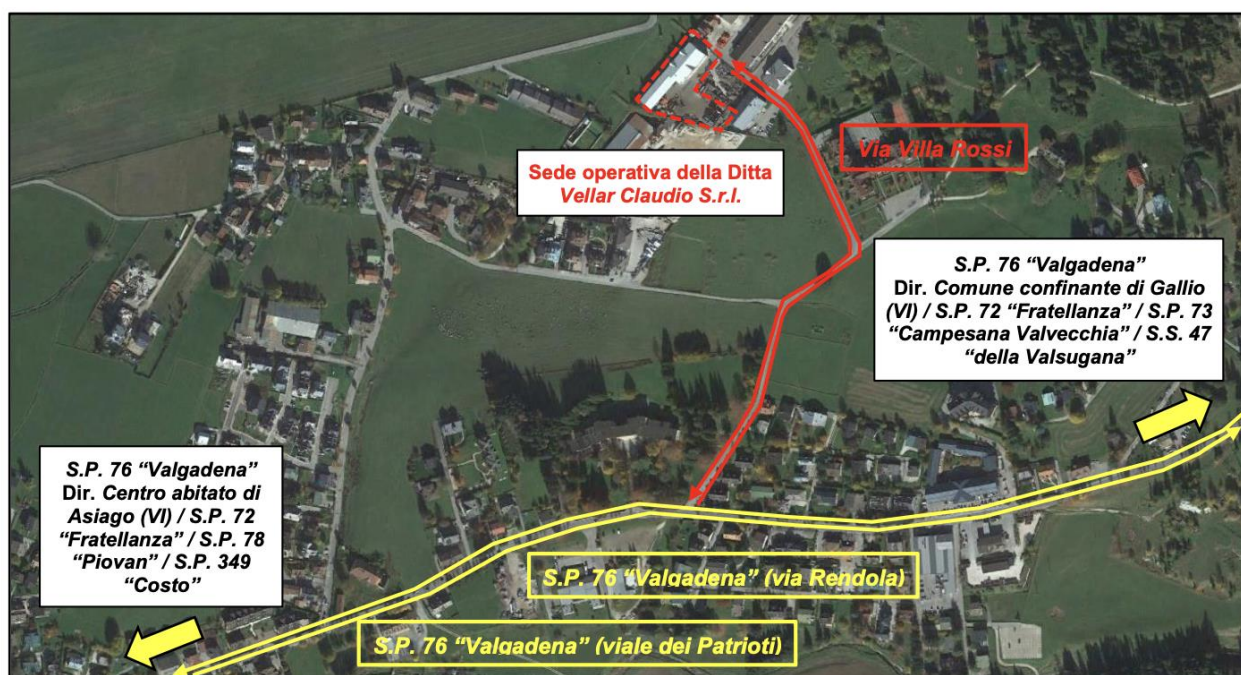 Via Villa Rossi
Sede operativa della Ditta
Vellar Claudio S.r.l.
S.P. 76 “Valgadena”
Dir. Comune confinante di Gallio
(VI) / S.P. 72 “Fratellanza” / S.P. 73
“Campesana Valvecchia” / S.S. 47
“della Valsugana”
S.P. 76 “Valgadena”
Dir. Centro abitato di
Asiago (VI) / S.P. 72
“Fratellanza” / S.P. 78
“Piovan” / S.P. 349
“Costo”
S.P. 76 “Valgadena” (via Rendola)
S.P. 76 “Valgadena” (viale dei Patrioti)